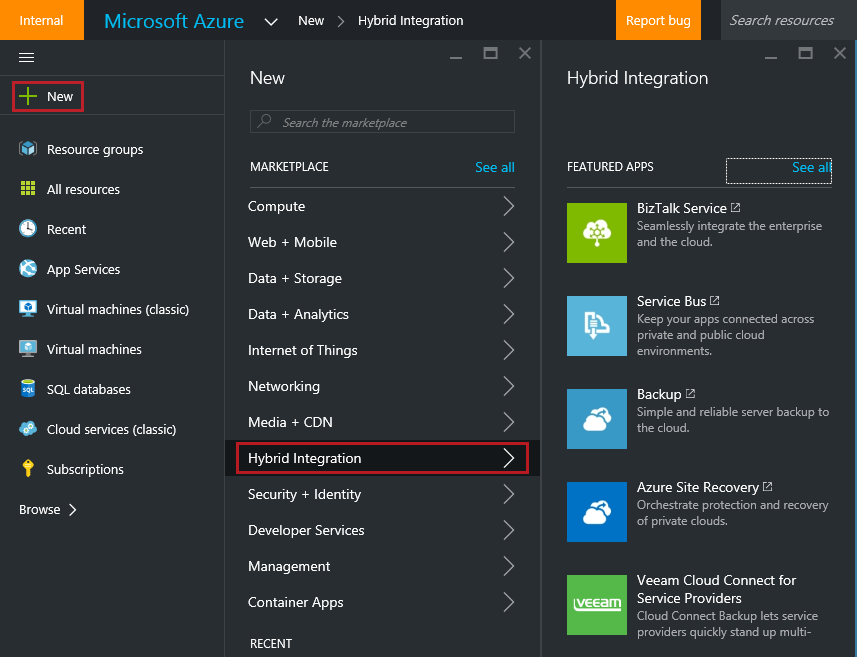 Internal
Microsoft Azure
New
Hybrid Integration
Report bug
Search resources
New
Resource groups
All resources
Recent
App Services
Virtual machines (classic)
Virtual machines
SQL
SQL databases
Cloud services (classic)
Subscriptions
Browse
New
Search the marketplace
MARKETPLACE
See all
Compute
Web + Mobile
Data + Storage
Data + Analytics
Internet of Things
Networking
Media + CDN
Hybrid Integration
Security + Identity
Developer Services
Management
Container Apps
RECENT
Hybrid Integration
FEATURED APPS
See all
BizTalk Service
Seamlessly integrate the enterprise
and the cloud.
Service Bus
Keep your apps connected across
private and public cloud
environments.
Backup
Simple and reliable server backup to
the cloud.
Azure Site Recovery
Orchestrate protection and recovery
of private clouds.
veeam
Veeam Cloud Connect for
Service Providers
Cloud Connect Backup lets service
providers quickly stand up multi-